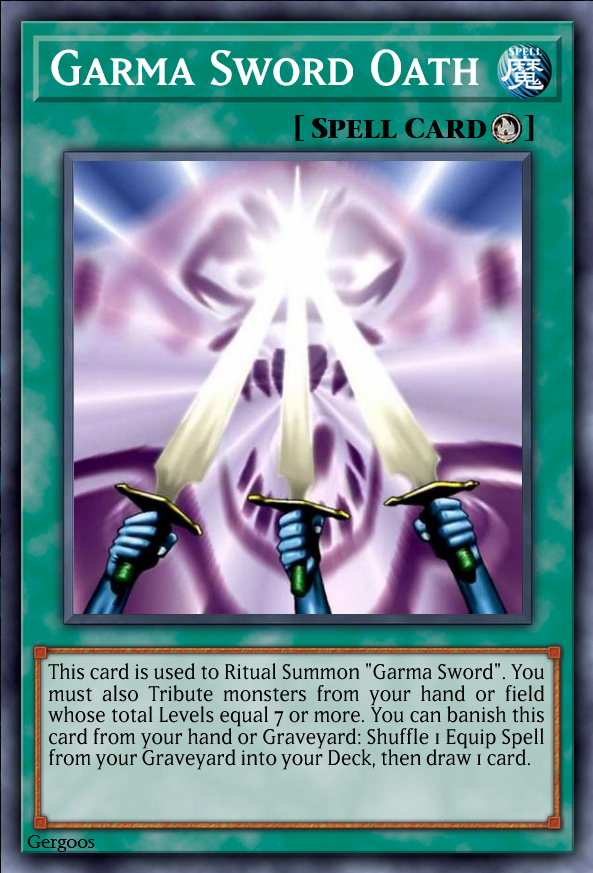 GARMA SWORD OATH
SPELL
魔
[ SPELL CARD ]
This card is used to Ritual Summon "Garma Sword". You
must also Tribute monsters from your hand or field
whose total Levels equal 7 or more. You can banish this
card from your hand or Graveyard: Shuffle 1 Equip Spell
from your Graveyard into your Deck, then draw 1 card.
Gergoos